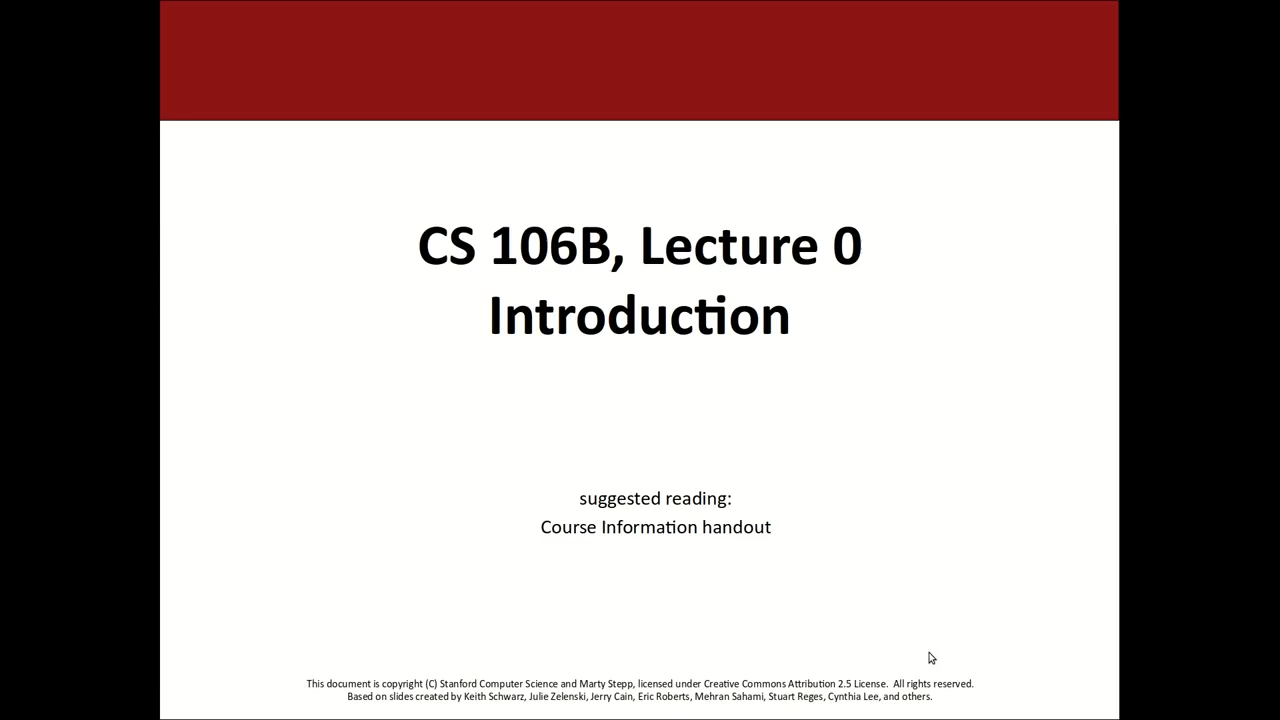 CS 106B, Lecture 0
Introduction
suggested reading:
Course Information handout
This document is copyright (C) Stanford Computer Science and Marty Stepp, licensed under Creative Commons Attribution 2.5 License.  All rights reserved.
Based on slides created by Keith Schwarz, Julie Zelenski, Jerry Cain, Eric Roberts, Mehran Sahami, Stuart Reges, Cynthia Lee, and others.